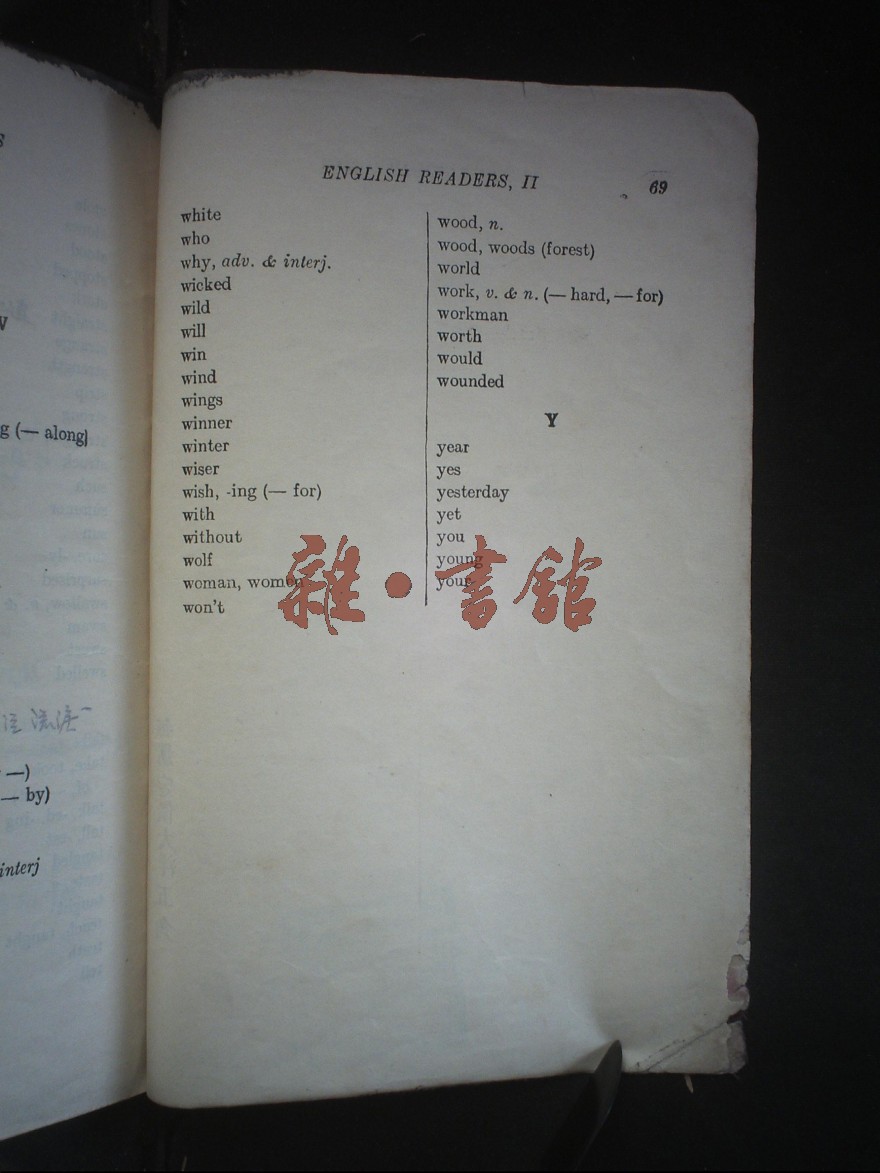 g (— along)
—)
— by)
interj
ENGLISH READERS, II
69
white
who
why, adv. & interj.
wicked
wild
will
win
wind
wings
winner
winter
wiser
wish, -ing (— for)
with
without
wolf
woman, women
won't
wood, n.
wood, woods (forest)
world
work, v. & n. (— hard, — for)
workman
worth
would
wounded
Y
year
yes
yesterday
yet
you
young
your
雜·書館